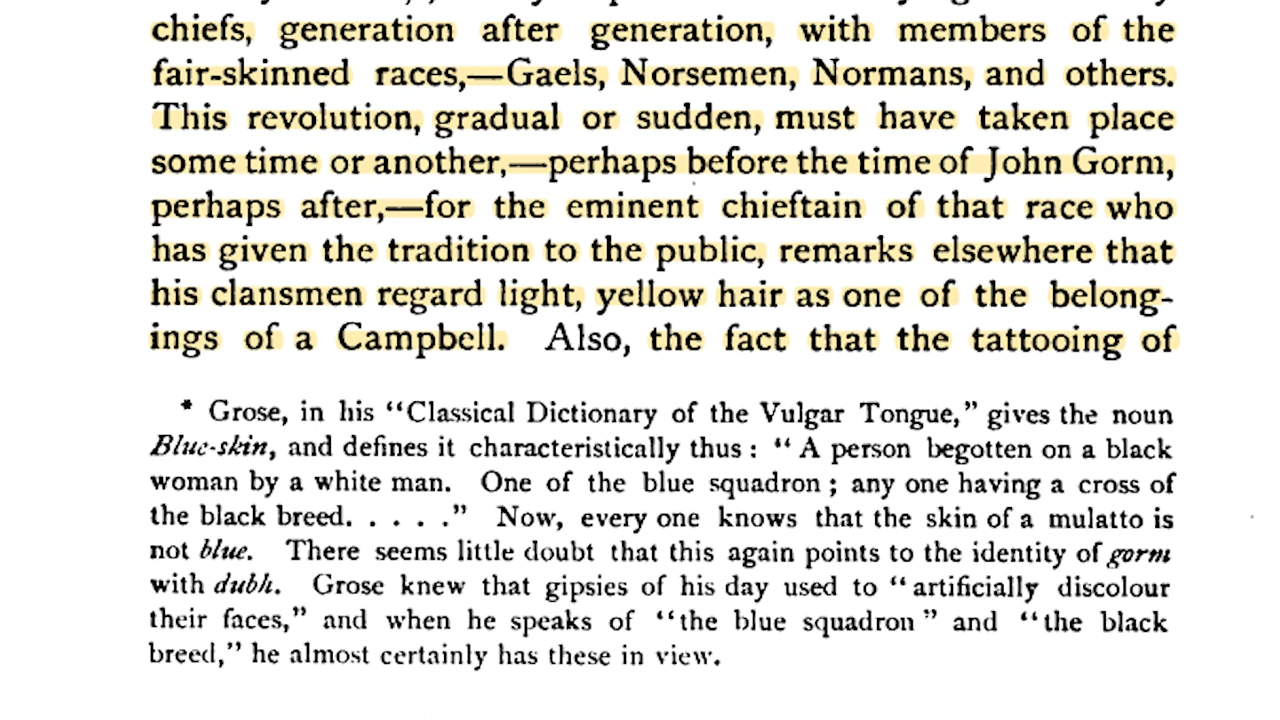 chiefs, generation after generation, with members of the
fair-skinned races,—Gaels, Norsemen, Normans, and others.
This revolution, gradual or sudden, must have taken place
some time or another,—perhaps before the time of John Gorm,
perhaps after,—for the eminent chieftain of that race who
has given the tradition to the public, remarks elsewhere that
his clansmen regard light, yellow hair as one of the belong-
ings of a Campbell. Also, the fact that the tattooing of
* Grose, in his “Classical Dictionary of the Vulgar Tongue,” gives the noun
Blue-skin, and defines it characteristically thus: “A person begotten on a black
woman by a white man. One of the blue squadron; any one having a cross of
the black breed. . . . . .” Now, every one knows that the skin of a mulatto is
not blue. There seems little doubt that this again points to the identity of gorm
with dubh. Grose knew that gipsies of his day used to “artificially discolour
their faces,” and when he speaks of “the blue squadron” and “the black
breed,” he almost certainly has these in view.